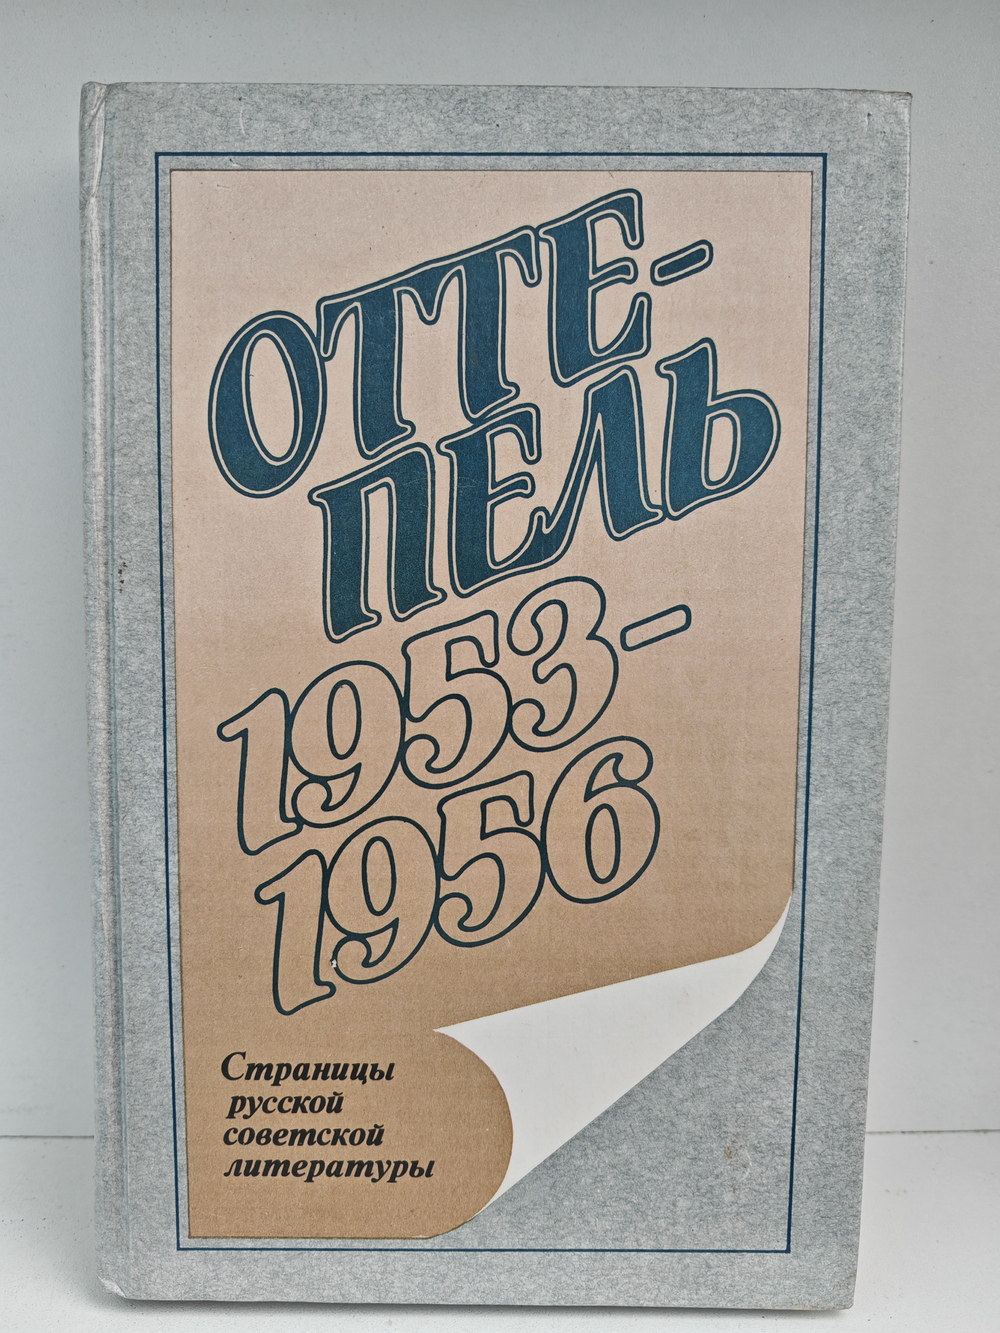 ОТТЕ-
ПЕЛЬ
1953-
1956
Страницы
русской
советской
литературы